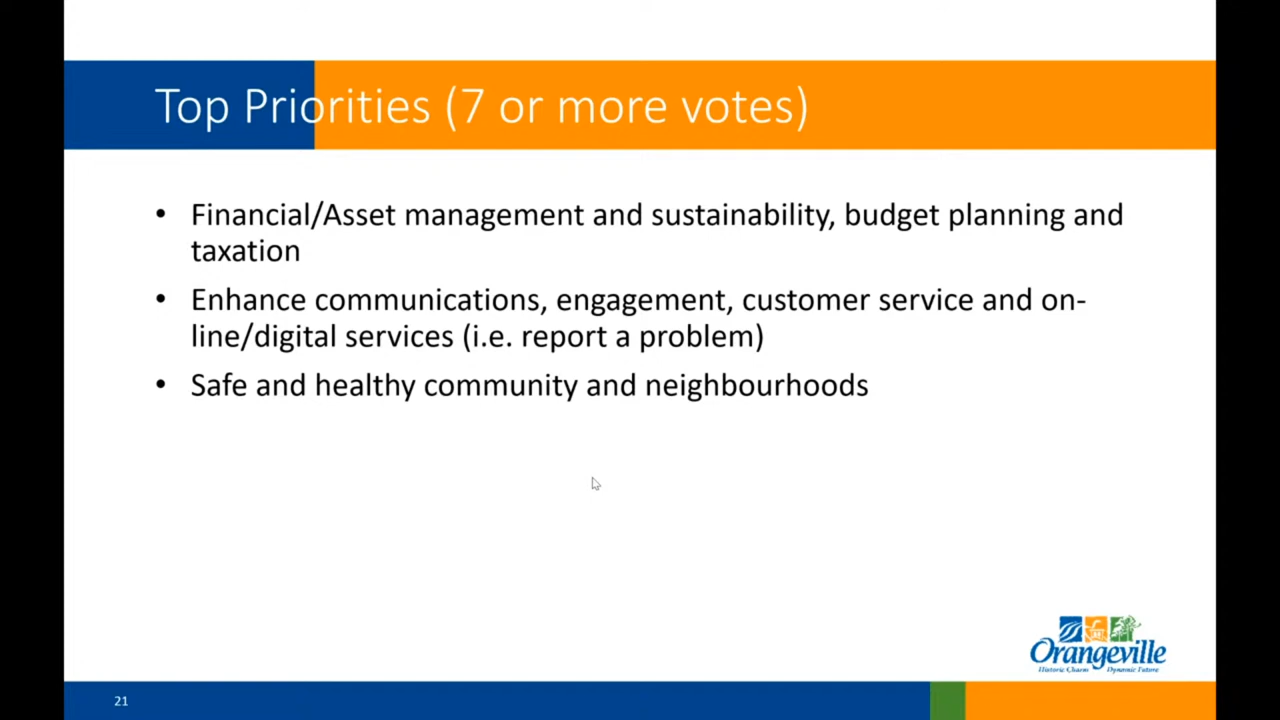 Top Priorities (7 or more votes)
• Financial/Asset management and sustainability, budget planning and
taxation
• Enhance communications, engagement, customer service and on-
line/digital services (i.e. report a problem)
• Safe and healthy community and neighbourhoods
Orangeville
Historic Charm Dynamic Future
21